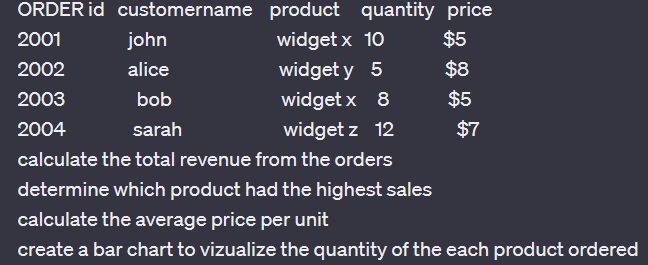 ORDER id customername product quantity price
2001 john widget x 10 $5
2002 alice widget y 5 $8
2003 bob widget x 8 $5
2004 sarah widget z 12 $7
calculate the total revenue from the orders
determine which product had the highest sales
calculate the average price per unit
create a bar chart to vizualize the quantity of the each product ordered